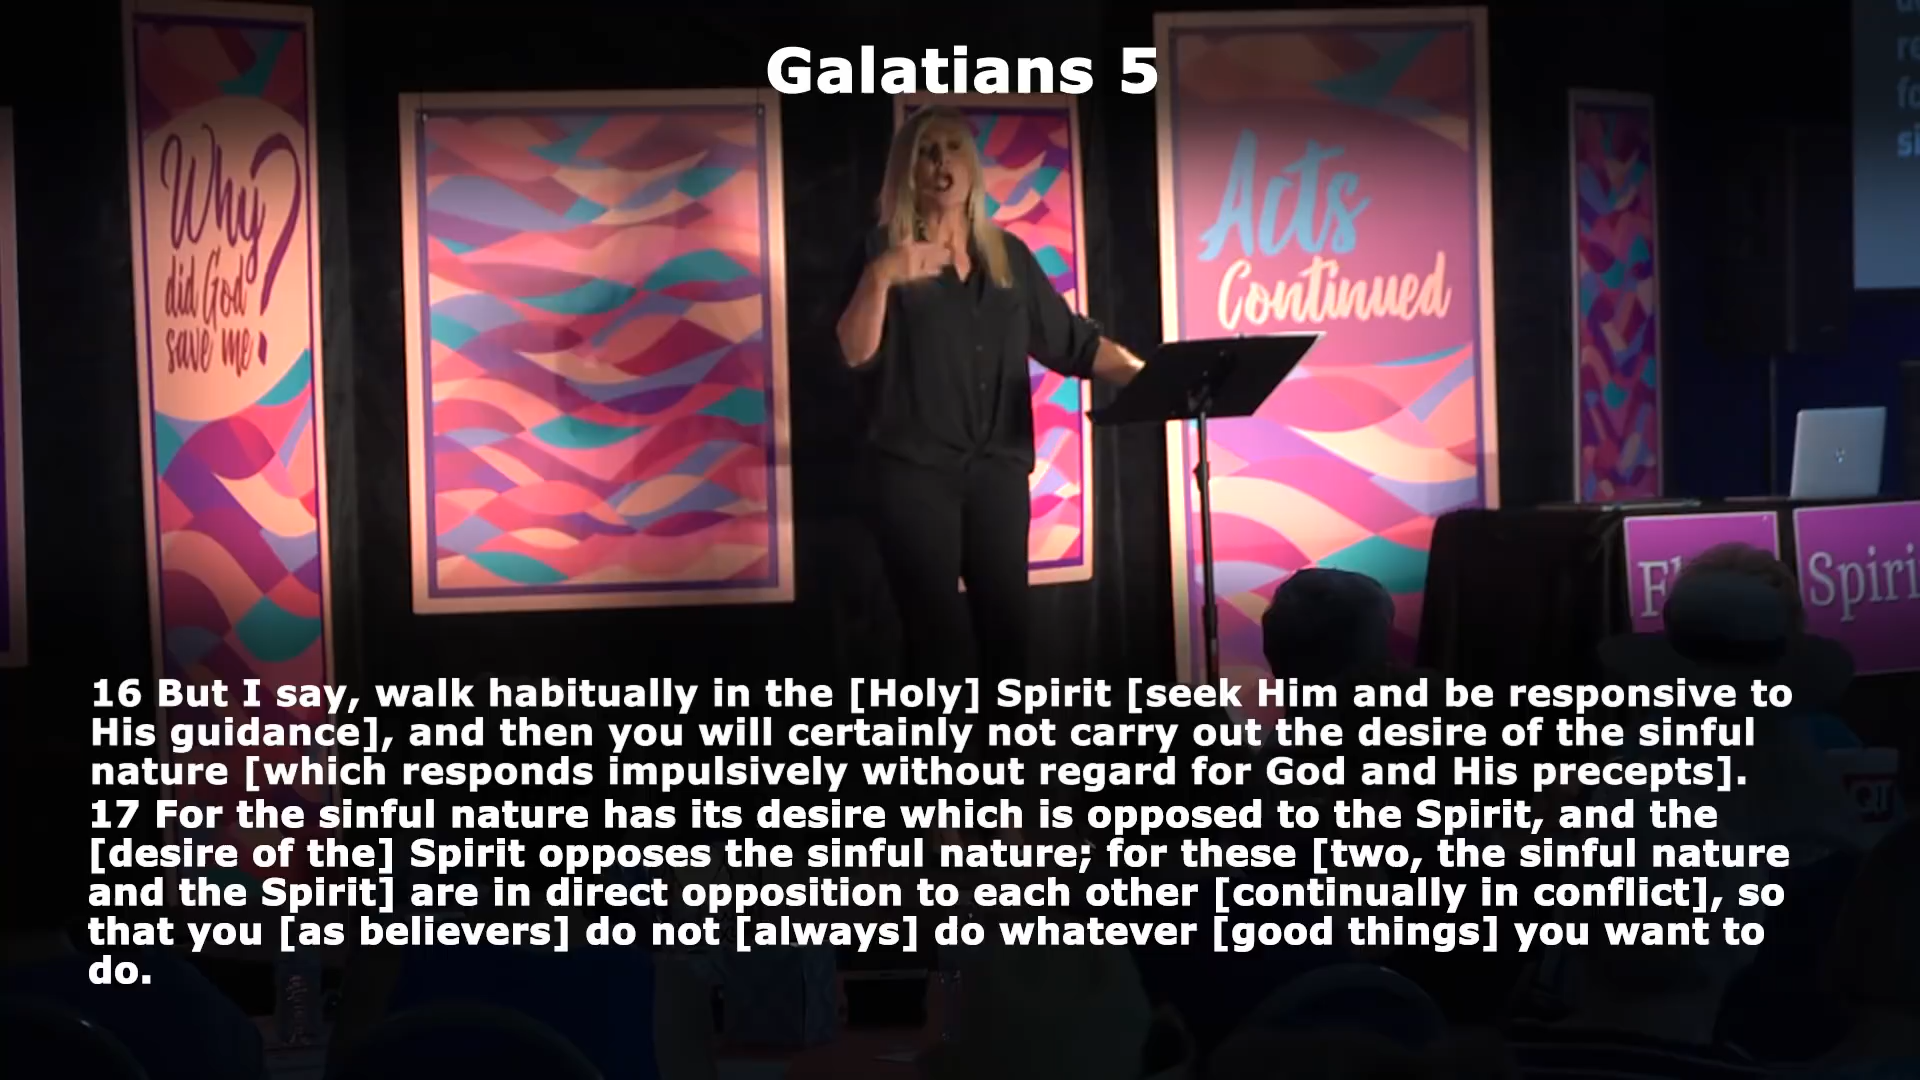 Galatians 5
Why?
did God
save me
Acts
Continued
Spiri
QT
16 But I say, walk habitually in the [Holy] Spirit [seek Him and be responsive to
His guidance], and then you will certainly not carry out the desire of the sinful
nature [which responds impulsively without regard for God and His precepts].
17 For the sinful nature has its desire which is opposed to the Spirit, and the
[desire of the] Spirit opposes the sinful nature; for these [two, the sinful nature
and the Spirit] are in direct opposition to each other [continually in conflict], so
that you [as believers] do not [always] do whatever [good things] you want to
do.